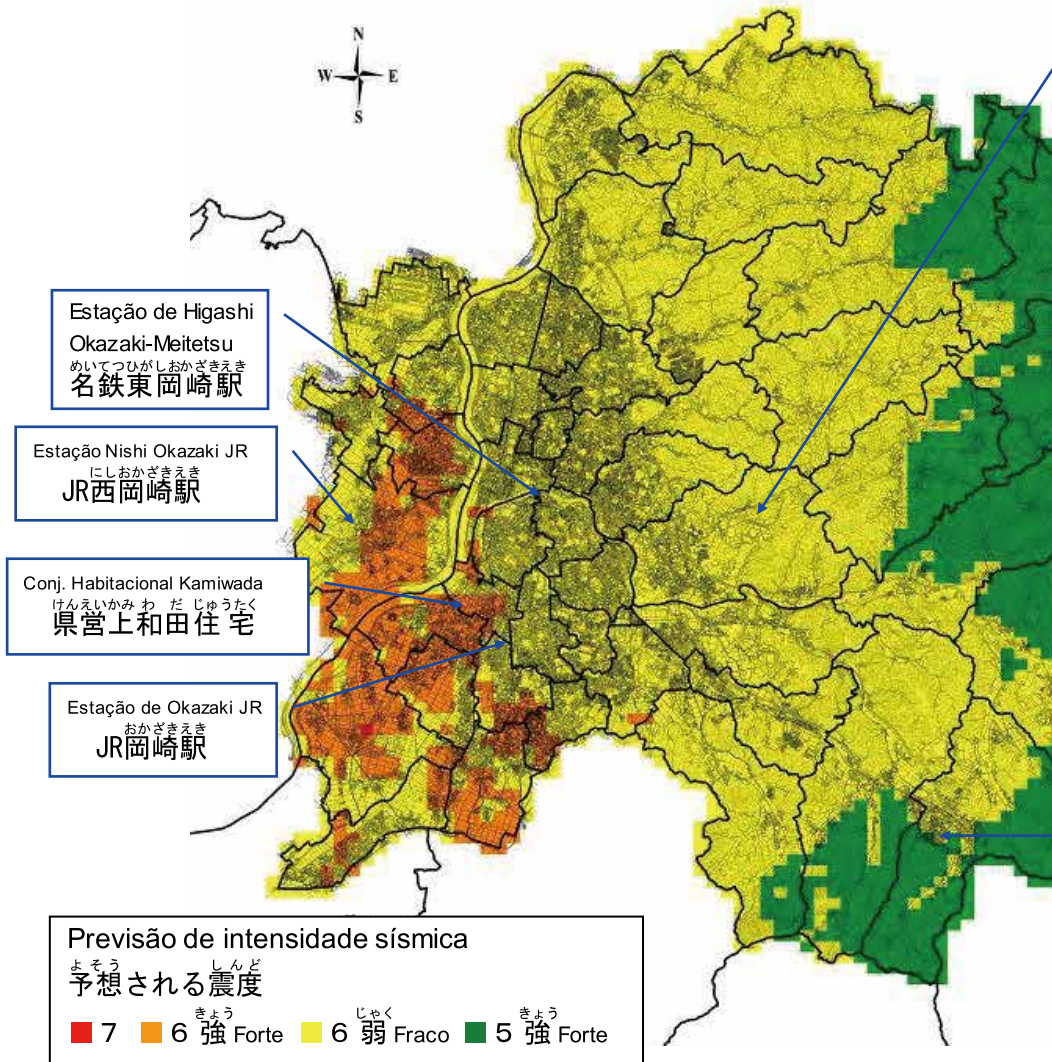 N
W E
S
Estação de Higashi
Okazaki-Meitetsu
めいてつひがしおかざきえき
名鉄東岡崎駅
Estação Nishi Okazaki JR
にしおかざきえき
JR西岡崎駅
Conj. Habitacional Kamiwada
けんえいかみ わ だ じゅうたく
県営上和田住宅
Estação de Okazaki JR
おかざきえき
JR岡崎駅
Previsão de intensidade sísmica
よそう しんど
予想される震度
きょう じゃく きょう
7 6強 Forte 6弱 Fraco 5強 Forte